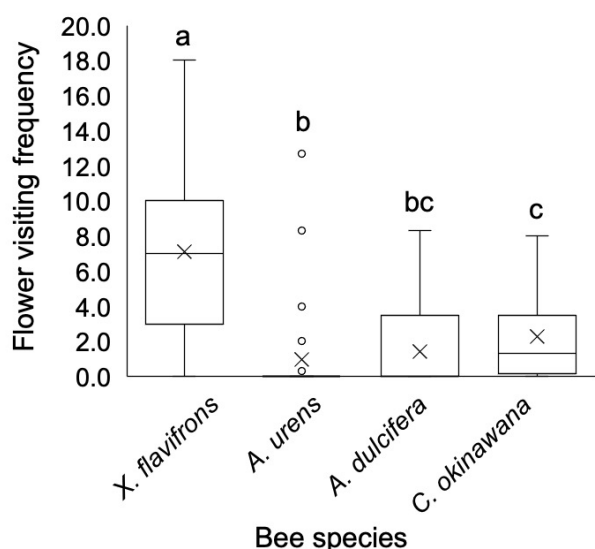 Flower visiting frequency
20.0
18.0
16.0
14.0
12.0
10.0
8.0
6.0
4.0
2.0
0.0
a
b
bc
c
X. flavifrons
A. urens
A. dulcifera
C. okinawana
Bee species